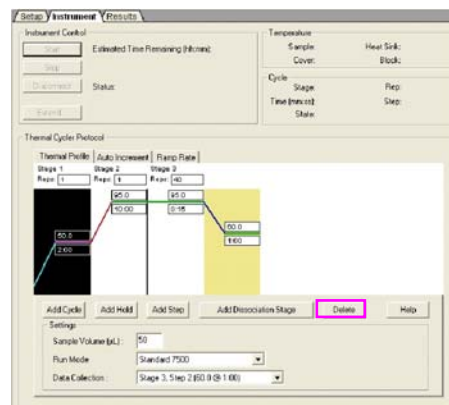 Setup Instrument Results
Instrument Control
Start
Estimated Time Remaining (hh:mm):
Stop
Disconnect
Status:
Extend
Temperature
Sample: Heat Sink:
Cover: Block:
Cycle
Stage: Rep:
Time (mm:ss): Step:
State:
Thermal Cycler Protocol
Thermal Profile Auto Increment Ramp Rate
Stage 1 Stage 2 Stage 3
Reps: 1 Reps: 1 Reps: 40
95.0 95.0
10:00 0:15
50.0
2:00
60.0
1:00
Add Cycle Add Hold Add Step Add Dissociation Stage Delete Help
Settings
Sample Volume (µL): 50
Run Mode Standard 7500
Data Collection: Stage 3, Step 2 (60.0 @ 1:00)